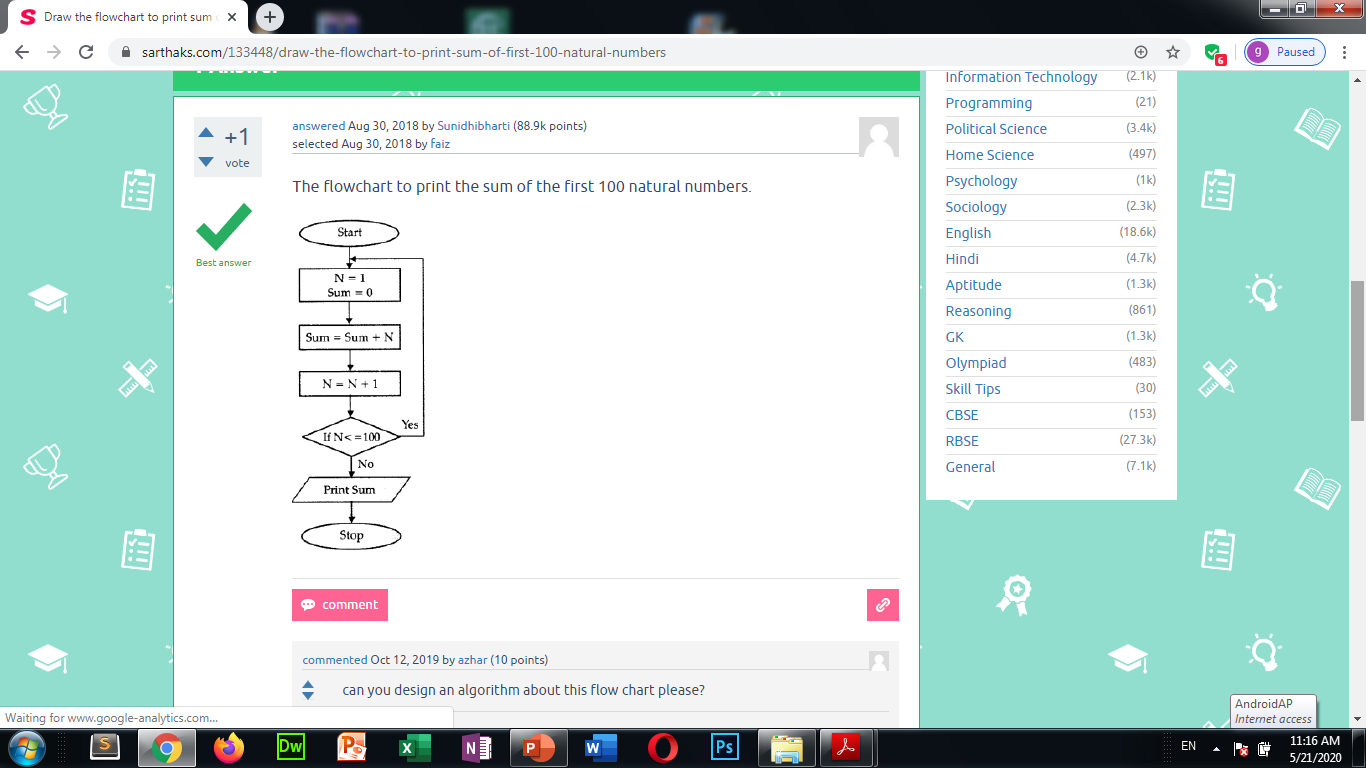 Draw the flowchart to print sum
sarthaks.com/133448/draw-the-flowchart-to-print-sum-of-first-100-natural-numbers
6
g Paused
+1
vote
Best answer
answered Aug 30, 2018 by Sunidhibharti (88.9k points)
selected Aug 30, 2018 by faiz
The flowchart to print the sum of the first 100 natural numbers.
Start
N = 1
Sum = 0
Sum = Sum + N
N = N + 1
If N<=100
Yes
No
Print Sum
Stop
comment
commented Oct 12, 2019 by azhar (10 points)
can you design an algorithm about this flow chart please?
Information Technology (2.1k)
Programming (21)
Political Science (3.4k)
Home Science (497)
Psychology (1k)
Sociology (2.3k)
English (18.6k)
Hindi (4.7k)
Aptitude (1.3k)
Reasoning (861)
GK (1.3k)
Olympiad (483)
Skill Tips (30)
CBSE (153)
RBSE (27.3k)
General (7.1k)
Waiting for www.google-analytics.com...
AndroidAP
Internet access
S
Dw
P
X
N
P
W
Ps
EN
11:16 AM
5/21/2020